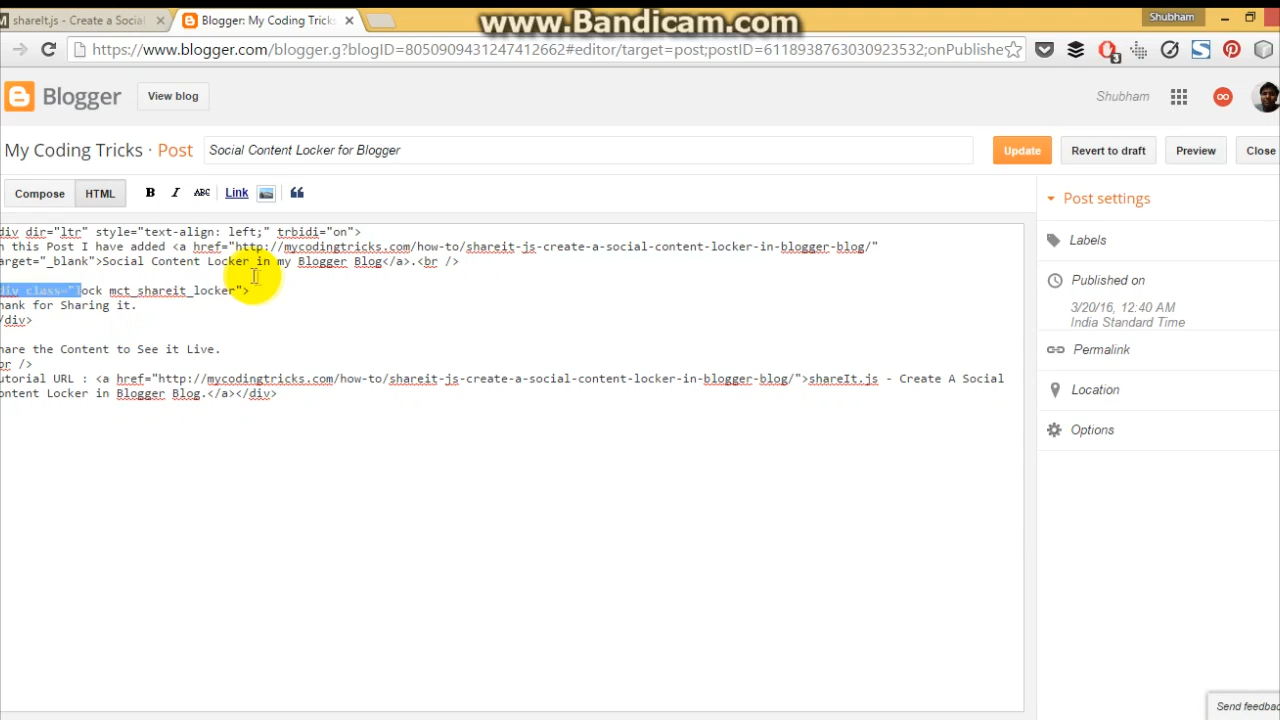 www.Bandicam.com
shareIt.js - Create a Social
Blogger: My Coding Tricks
Shubham
https://www.blogger.com/blogger.g?blogID=8050909431247412662#editor/target=post;postID=6118938763030923532;onPublishe
3
Blogger
View blog
Shubham
My Coding Tricks · Post
Social Content Locker for Blogger
Update
Revert to draft
Preview
Close
Compose
HTML
B
I
ABC
Link
Post settings
Labels
Published on
3/20/16, 12:40 AM
India Standard Time
Permalink
Location
Options
div dir="ltr" style="text-align: left;" trbidi="on">
n this Post I have added <a href="http://mycodingtricks.com/how-to/shareit-js-create-a-social-content-locker-in-blogger-blog/"
arget="_blank">Social Content Locker in my Blogger Blog</a>.<br />
div class="lock mct_shareit_locker">
hank for Sharing it.
/div>
hare the Content to See it Live.
br />
utorial URL : <a href="http://mycodingtricks.com/how-to/shareit-js-create-a-social-content-locker-in-blogger-blog/">shareIt.js - Create A Social
ontent Locker in Blogger Blog.</a></div>
Send feedbac